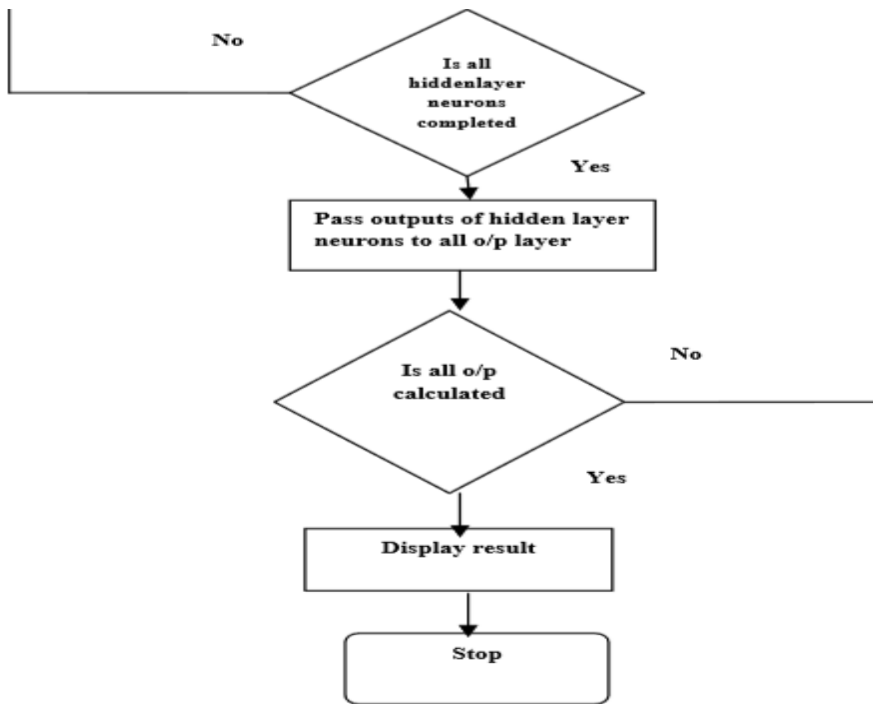 No
Is all
hiddenlayer
neurons
completed
Yes
Pass outputs of hidden layer
neurons to all o/p layer
No
Is all o/p
calculated
Yes
Display result
Stop